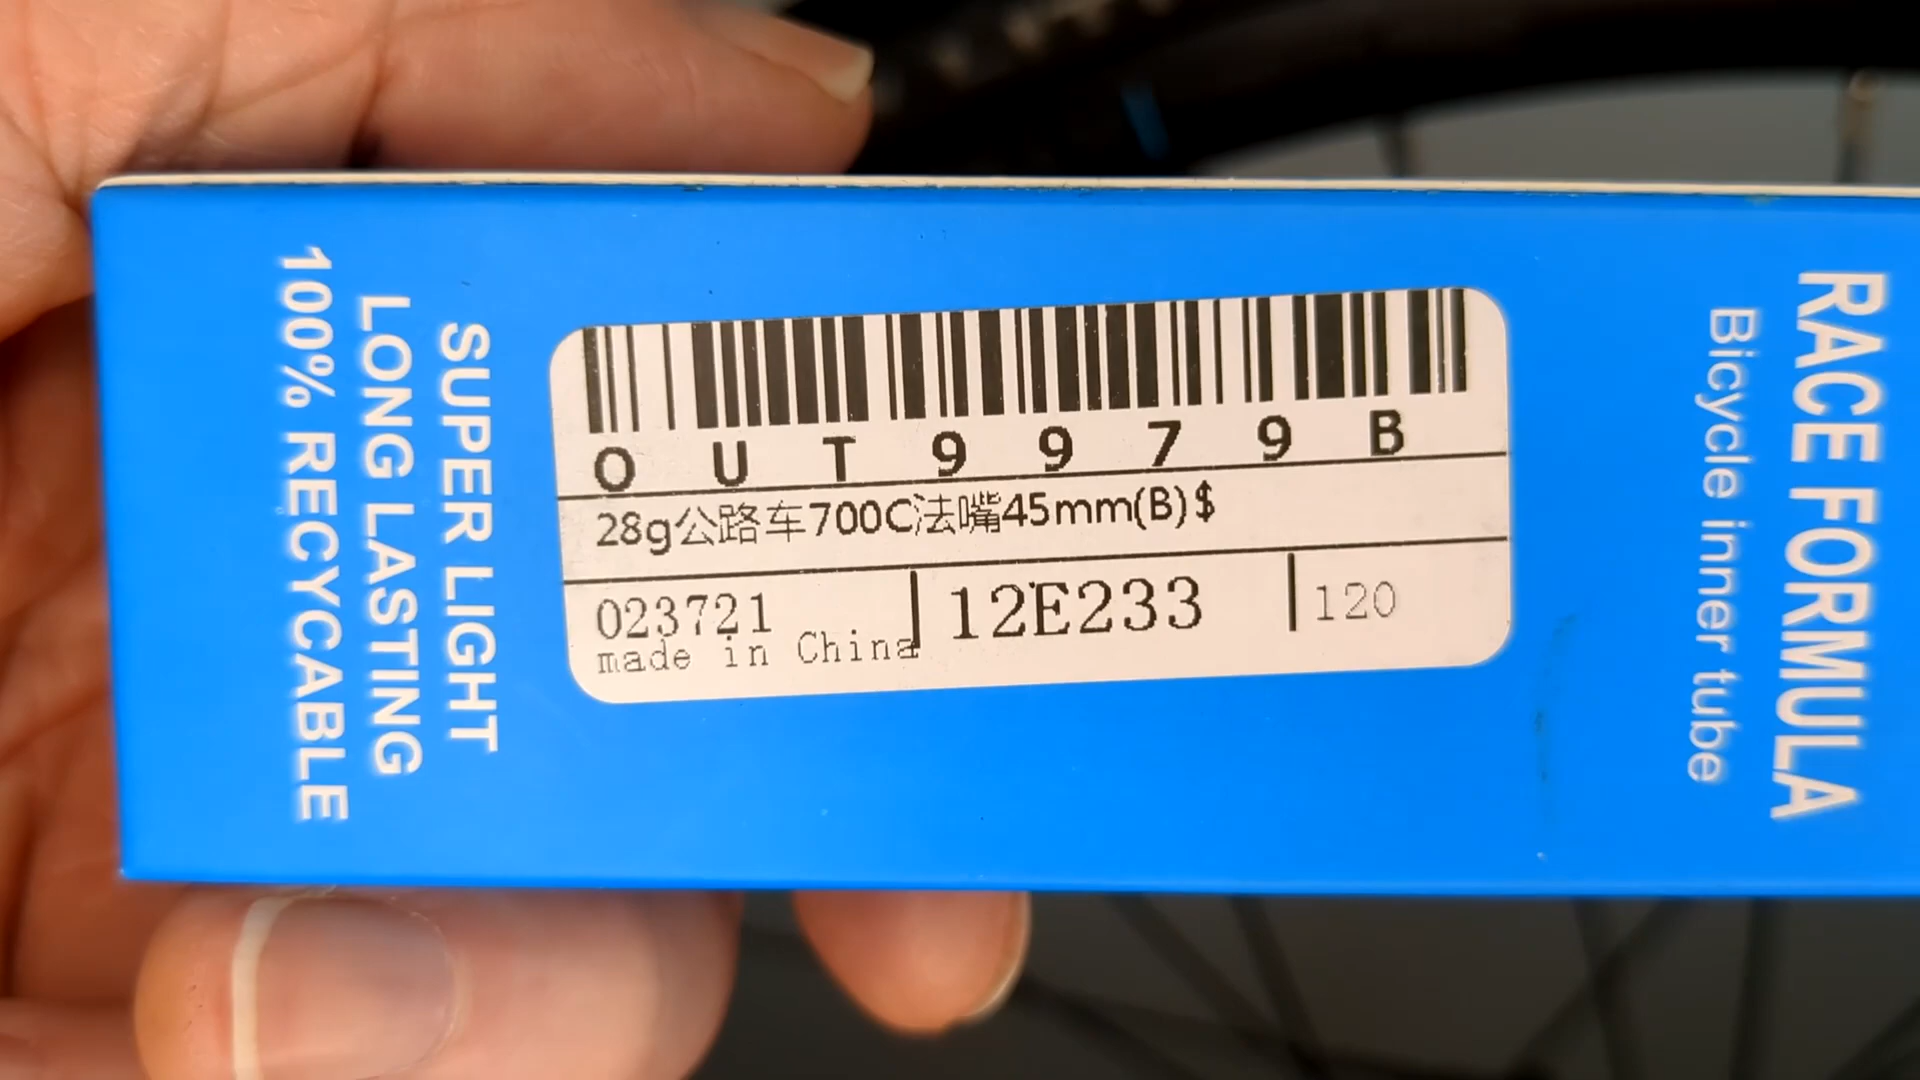 100% RECYCABLE
LONG LASTING
SUPER LIGHT
OUT9979B
28g公路车700C法嘴45mm(B)$
023721
made in China
12E233
120
RACE FORMULA
Bicycle inner tube